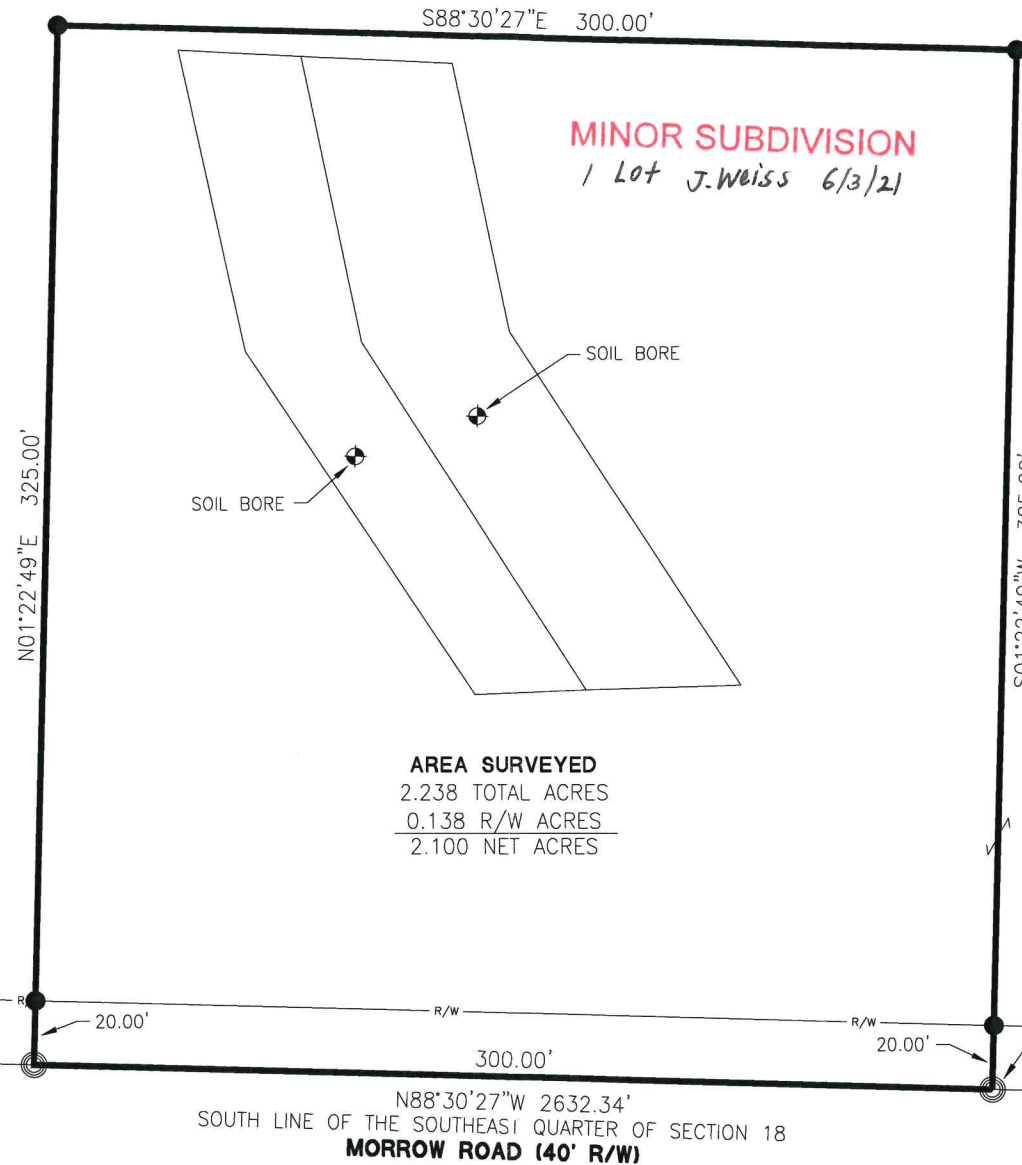 S88°30'27"E 300.00'
MINOR SUBDIVISION
1 Lot J. Weiss 6/3/21
SOIL BORE
SOIL BORE
N01°22'49"E 325.00'
AREA SURVEYED
2.238 TOTAL ACRES
0.138 R/W ACRES
2.100 NET ACRES
R/W
R/W
20.00'
20.00'
300.00'
N88°30'27"W 2632.34'
SOUTH LINE OF THE SOUTHEAST QUARTER OF SECTION 18
MORROW ROAD (40' R/W)